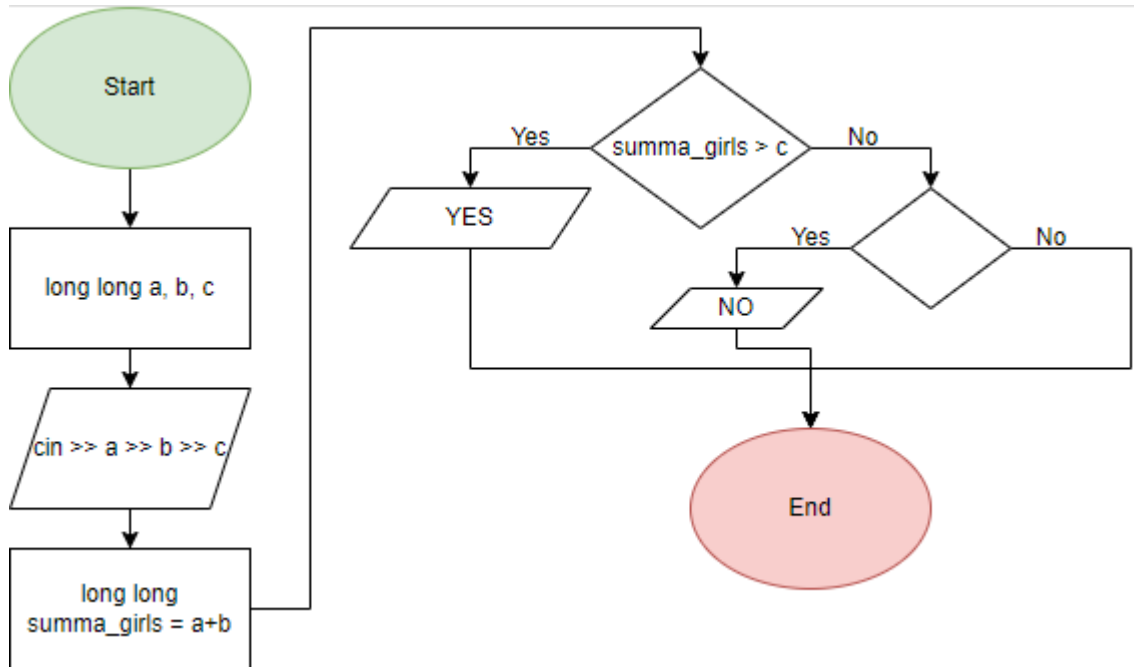 Start
long long a, b, c
cin >> a >> b >> c
long long
summa_girls = a+b
summa_girls > c
Yes
No
YES
Yes
No
NO
End